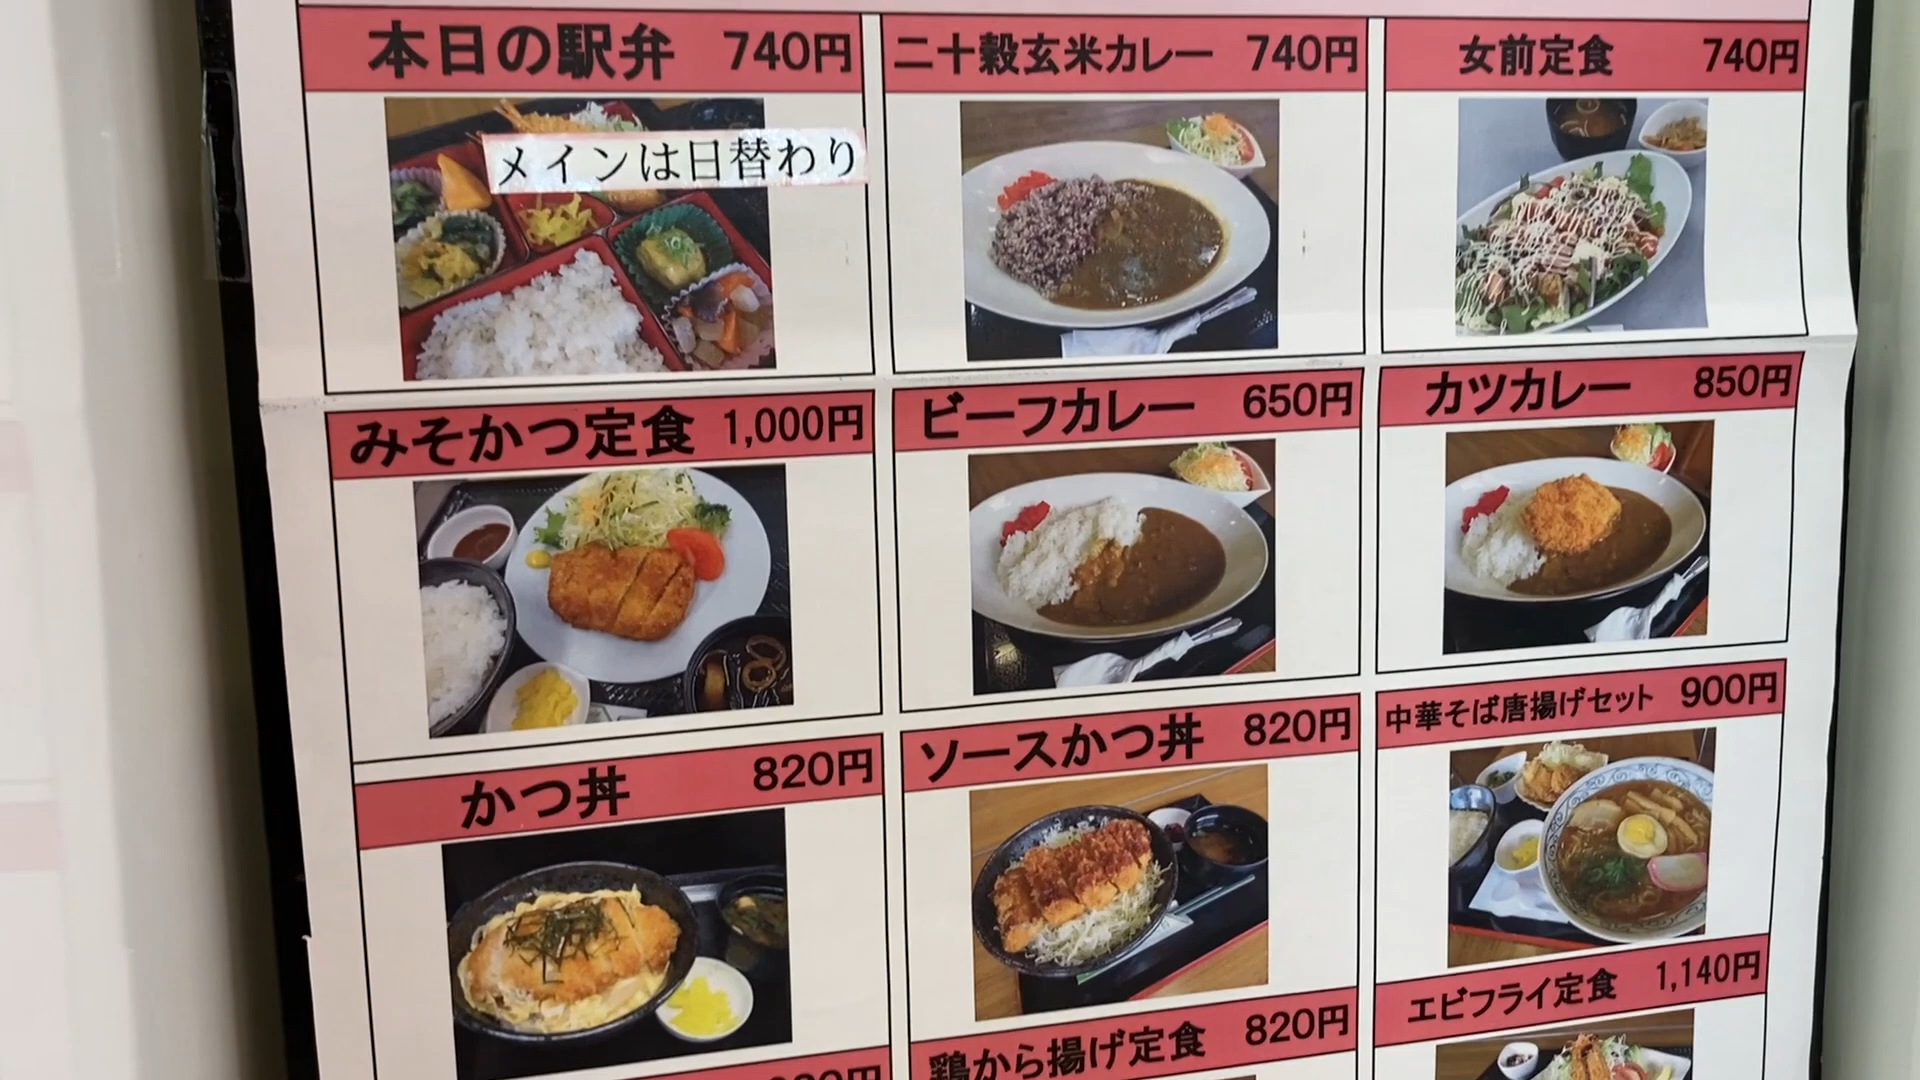 本日の駅弁 740円
メインは日替わり
二十穀玄米カレー 740円
女前定食 740円
みそかつ定食 1,000円
ビーフカレー 650円
カツカレー 850円
かつ丼 820円
ソースかつ丼 820円
中華そば唐揚げセット 900円
鶏から揚げ定食 820円
エビフライ定食 1,140円